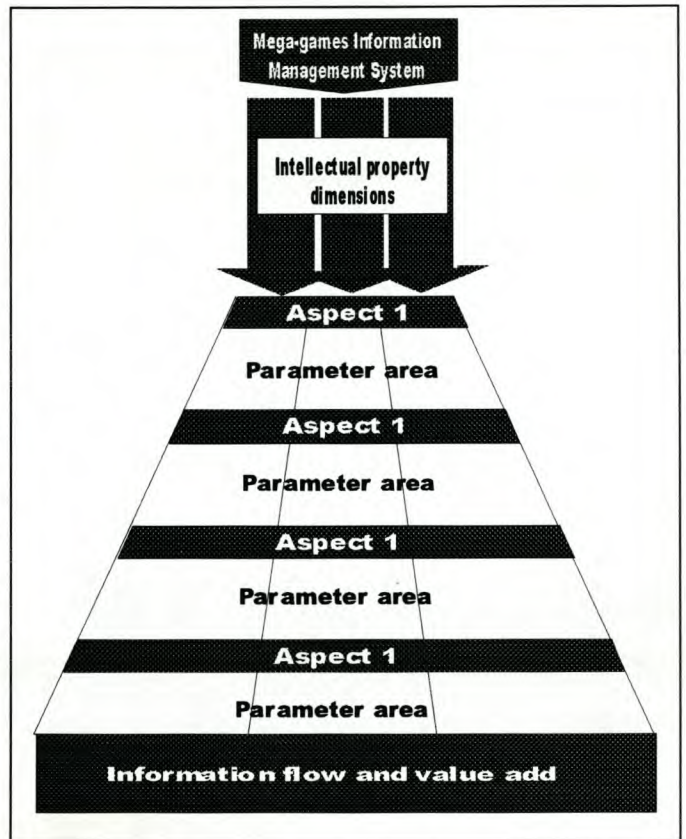 Mega-games Information
Management System
Intellectual property
dimensions
Aspect 1
Parameter area
Aspect 1
Parameter area
Aspect 1
Parameter area
Aspect 1
Parameter area
Information flow and value add